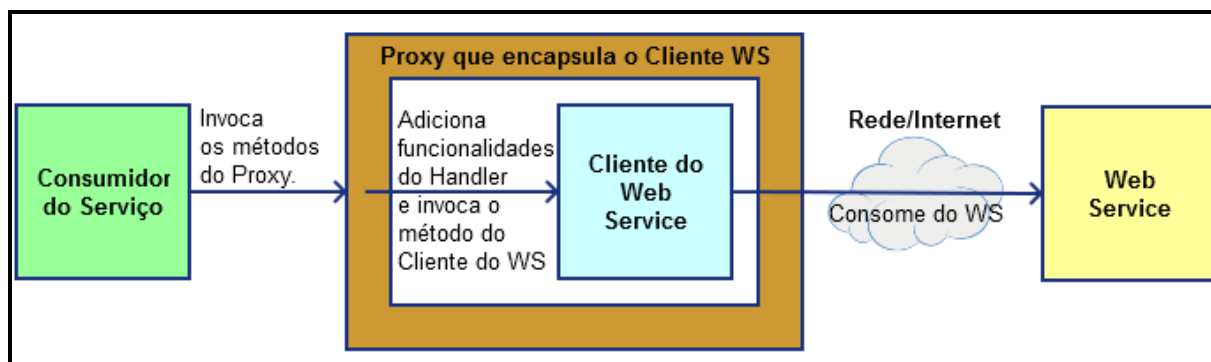 Proxy que encapsula o Cliente WS
Consumidor
do Serviço
Invoca
os métodos
do Proxy.
Adiciona
funcionalidades
do Handler
e invoca o
método do
Cliente do WS
Cliente do
Web
Service
Rede/Internet
Consome do WS
Web
Service